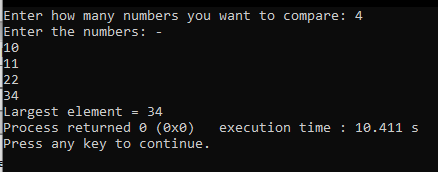 Enter how many numbers you want to compare: 4
Enter the numbers: -
10
11
22
34
Largest element = 34
Process returned 0 (0x0)   execution time : 10.411 s
Press any key to continue.